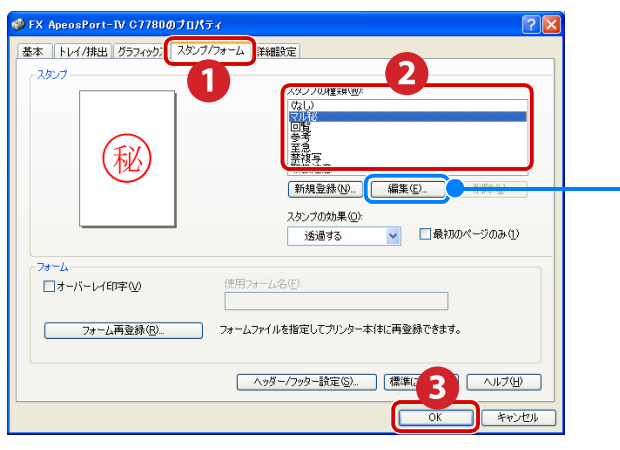 FX ApeosPort-IV C7780のプロパティ
基本 トレイ/排出 グラフィックス スタンプ/フォーム 詳細設定
1
2
スタンプ
スタンプの種類(W):
(なし)
マル秘
回覧
参考
至急
禁複写
㊙
新規登録(N)... 編集(E)...
スタンプの効果(O):
透過する 最初のページのみ(1)
フォーム
オーバーレイ印字(V) 使用フォーム名(F):
フォーム再登録(R)... フォームファイルを指定してプリンター本体に再登録できます。
ヘッダー/フッター設定(S)... 標準に ヘルプ(H)
3
OK キャンセル